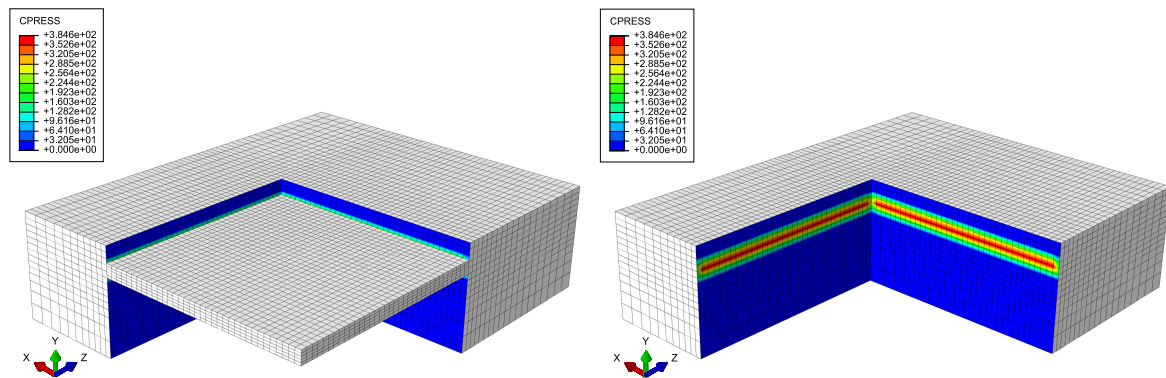 CPRESS
+3.846e+02
+3.526e+02
+3.205e+02
+2.885e+02
+2.564e+02
+2.244e+02
+1.923e+02
+1.603e+02
+1.282e+02
+9.616e+01
+6.410e+01
+3.205e+01
+0.000e+00
Y
X
Z
CPRESS
+3.846e+02
+3.526e+02
+3.205e+02
+2.885e+02
+2.564e+02
+2.244e+02
+1.923e+02
+1.603e+02
+1.282e+02
+9.616e+01
+6.410e+01
+3.205e+01
+0.000e+00
Y
X
Z